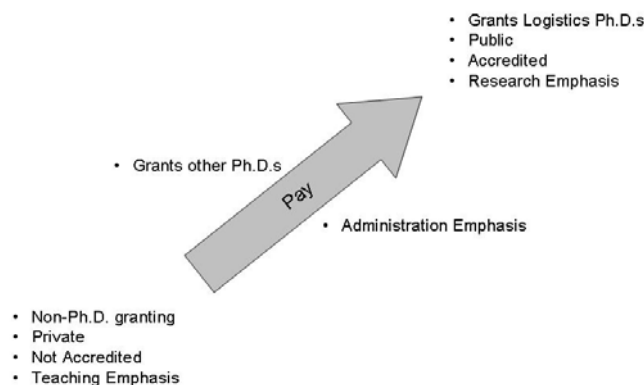 • Grants Logistics Ph.D.s
• Public
• Accredited
• Research Emphasis
• Grants other Ph.D.s
Pay
• Administration Emphasis
• Non-Ph.D. granting
• Private
• Not Accredited
• Teaching Emphasis